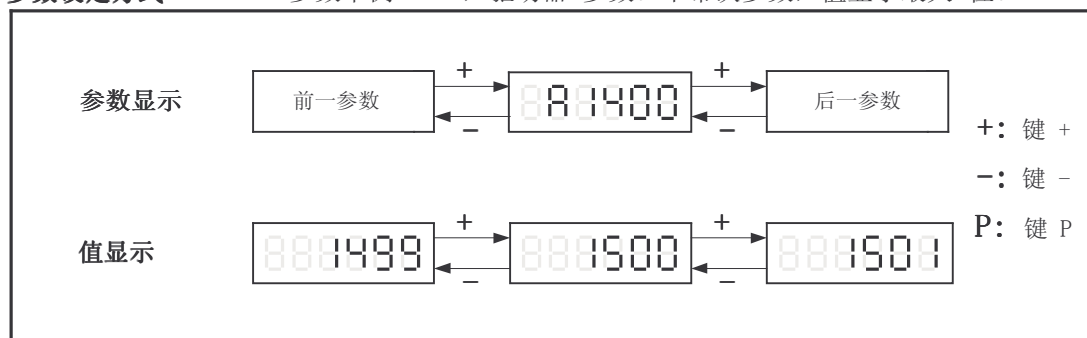 参数显示 前一参数 + − A1400 + − 后一参数
+: 键 +
−: 键 −
P: 键 P
值显示 1499 + − 1500 + − 1501